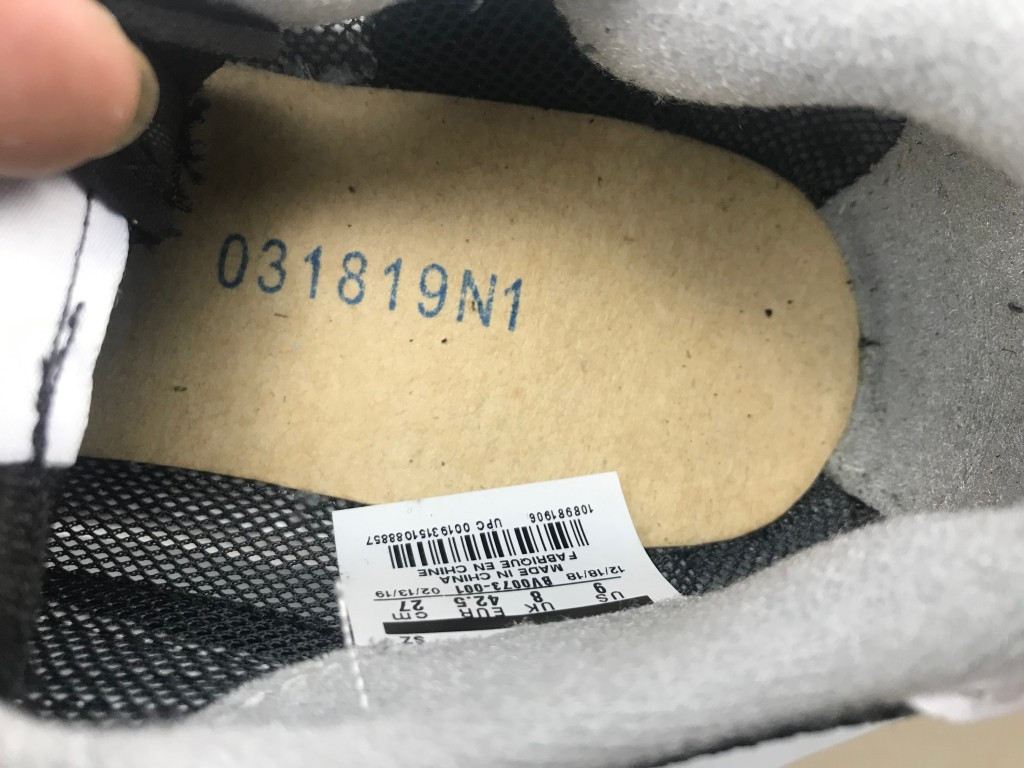 031819N1
SZ
US UK EUR cm
9 8 42.5 27
12/18/18 BV0073-001 02/13/19
MADE IN CHINA
FABRIQUE EN CHINE
UPC 00193151088857
108981906